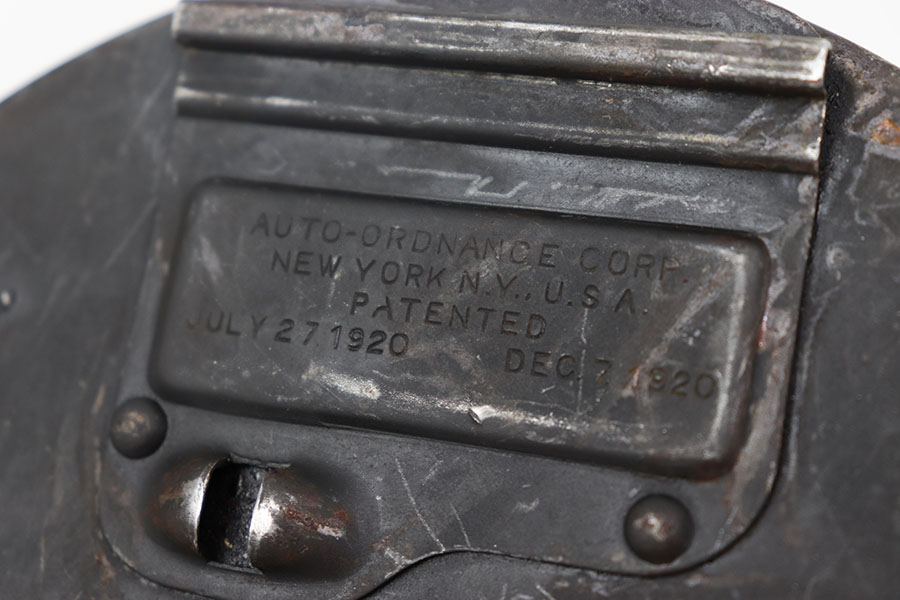 AUTO-ORDNANCE CORP.
NEW YORK N.Y., U.S.A.
PATENTED
JULY 27 1920 DEC. 7 1920